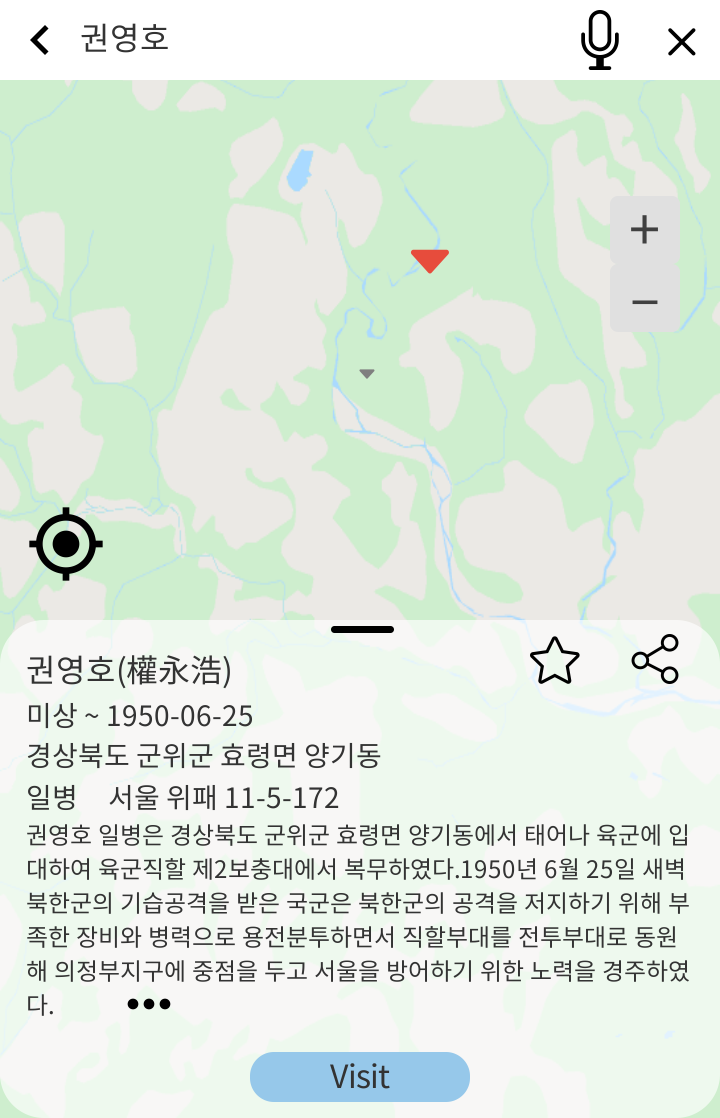 권영호
+
−
권영호(權永浩)
미상 ~ 1950-06-25
경상북도 군위군 효령면 양기동
일병 서울 위패 11-5-172
권영호 일병은 경상북도 군위군 효령면 양기동에서 태어나 육군에 입
대하여 육군직할 제2보충대에서 복무하였다.1950년 6월 25일 새벽
북한군의 기습공격을 받은 국군은 북한군의 공격을 저지하기 위해 부
족한 장비와 병력으로 용전분투하면서 직할부대를 전투부대로 동원
해 의정부지구에 중점을 두고 서울을 방어하기 위한 노력을 경주하였
다. •••
Visit